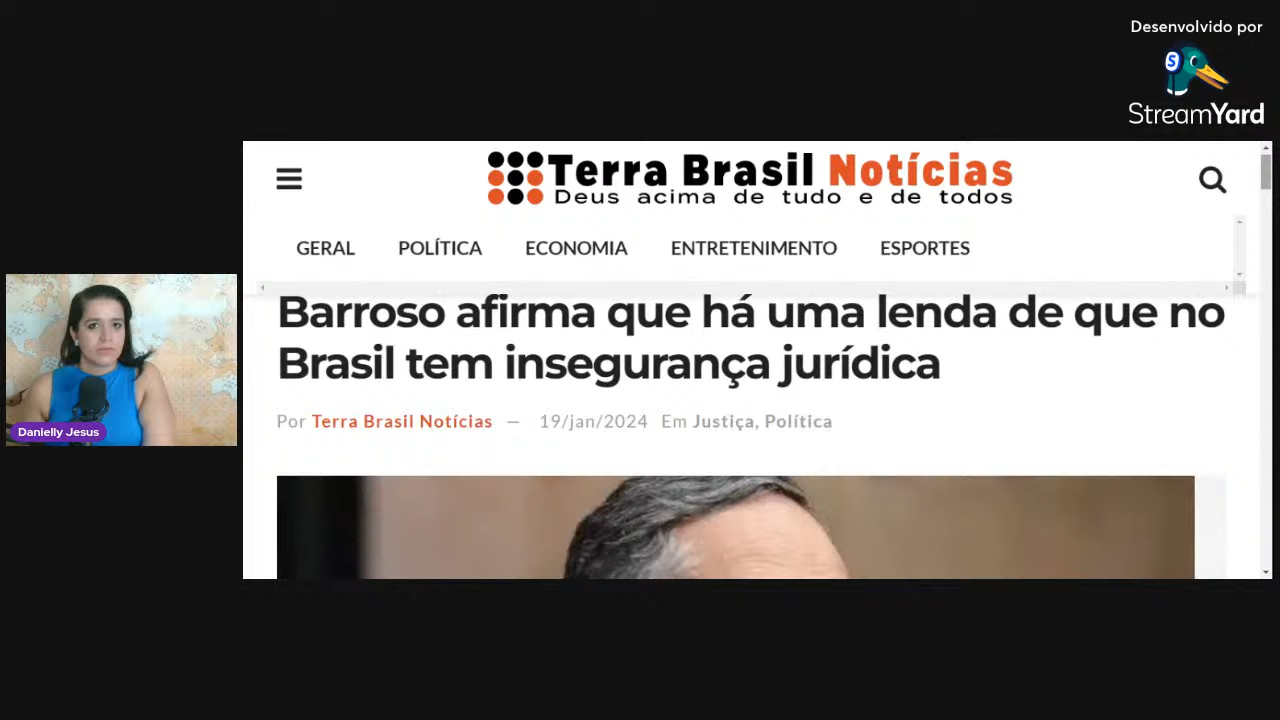 Desenvolvido por
StreamYard
Terra Brasil Notícias
Deus acima de tudo e de todos
GERAL POLÍTICA ECONOMIA ENTRETENIMENTO ESPORTES
Barroso afirma que há uma lenda de que no
Brasil tem insegurança jurídica
Por Terra Brasil Notícias — 19/jan/2024 Em Justiça, Política
Danielly Jesus